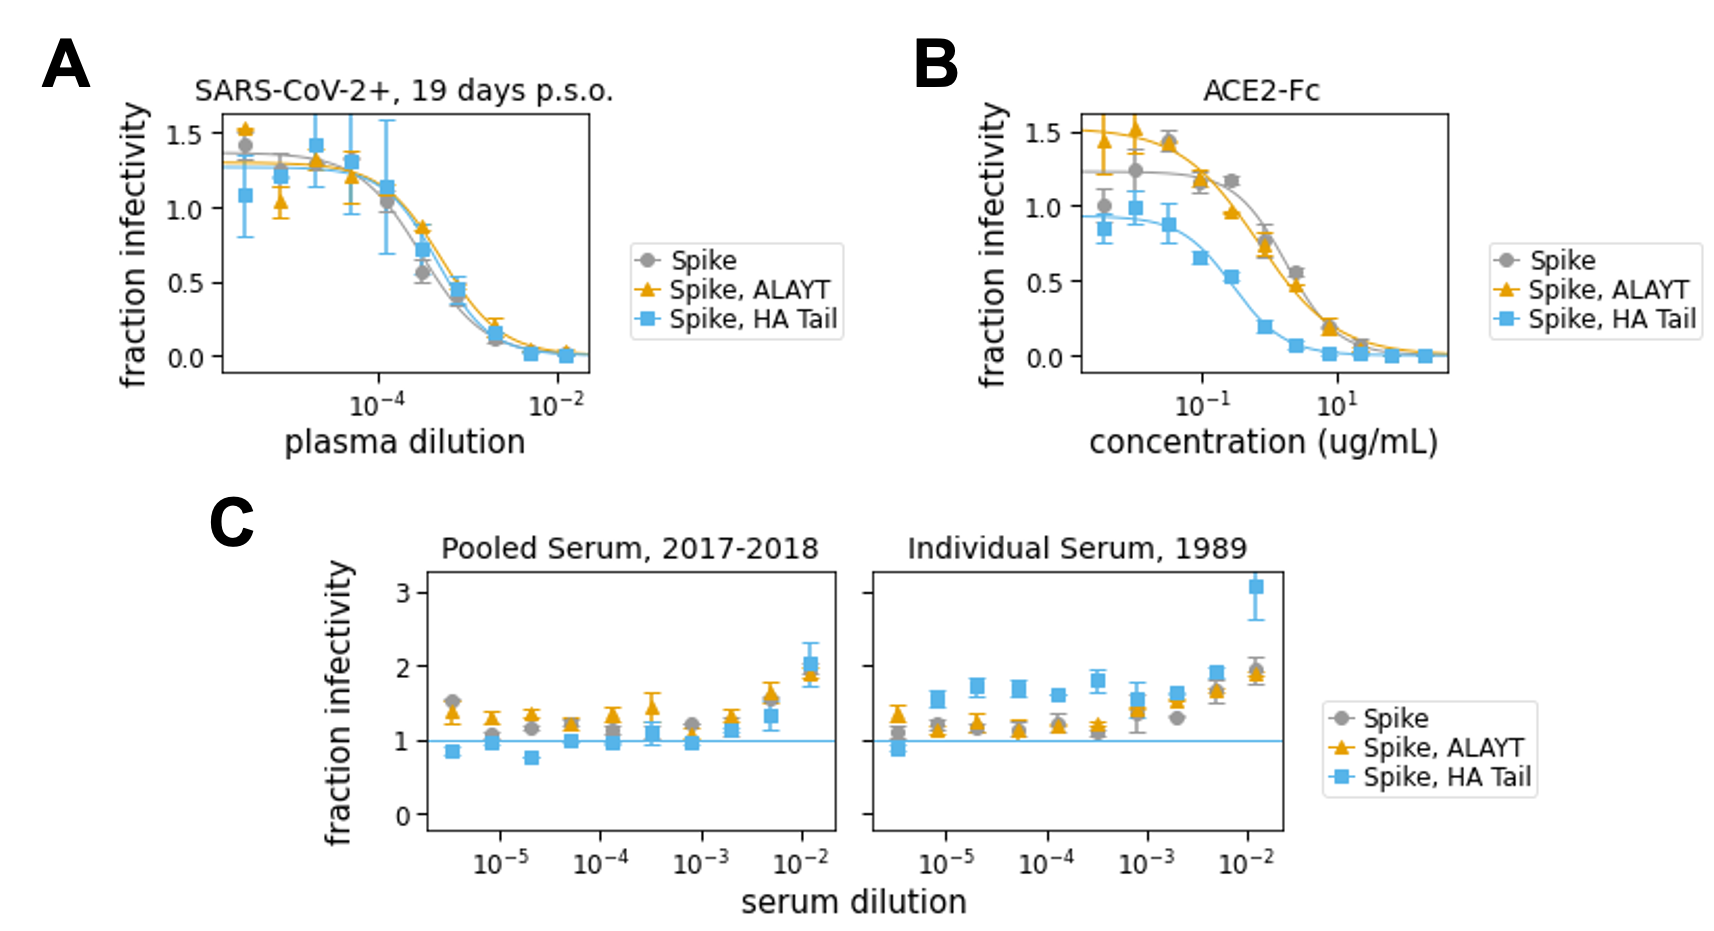 A
SARS-CoV-2+, 19 days p.s.o.
fraction infectivity
1.5
1.0
0.5
0.0
10⁻⁴
10⁻²
plasma dilution
Spike
Spike, ALAYT
Spike, HA Tail
B
ACE2-Fc
fraction infectivity
1.5
1.0
0.5
0.0
10⁻¹
10¹
concentration (ug/mL)
Spike
Spike, ALAYT
Spike, HA Tail
C
Pooled Serum, 2017-2018
Individual Serum, 1989
fraction infectivity
3
2
1
0
10⁻⁵
10⁻⁴
10⁻³
10⁻²
10⁻⁵
10⁻⁴
10⁻³
10⁻²
serum dilution
Spike
Spike, ALAYT
Spike, HA Tail